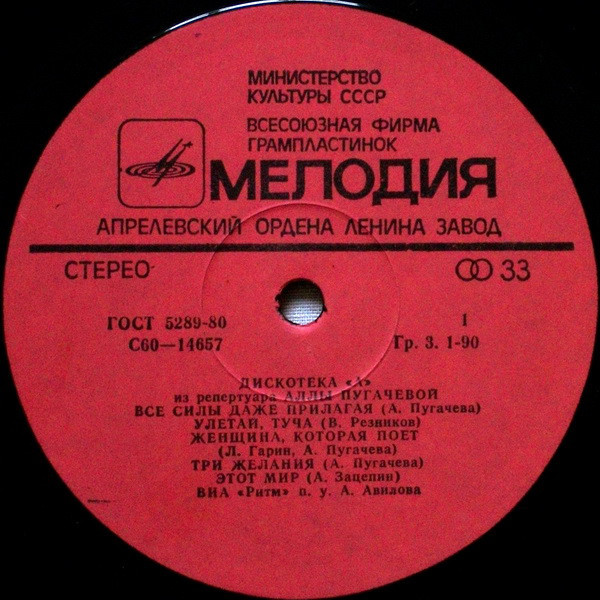 МИНИСТЕРСТВО
КУЛЬТУРЫ СССР
ВСЕСОЮЗНАЯ ФИРМА
ГРАМПЛАСТИНОК
МЕЛОДИЯ
АПРЕЛЕВСКИЙ ОРДЕНА ЛЕНИНА ЗАВОД
СТЕРЕО 33
ГОСТ 5289-80 1
С60—14657 Гр. 3. 1-90
ДИСКОТЕКА «А»
из репертуара АЛЛЫ ПУГАЧЕВОЙ
ВСЕ СИЛЫ ДАЖЕ ПРИЛАГАЯ (А. Пугачева)
УЛЕТАЙ, ТУЧА (В. Резников)
ЖЕНЩИНА, КОТОРАЯ ПОЕТ
(Л. Гарин, А. Пугачева)
ТРИ ЖЕЛАНИЯ (А. Пугачева)
ЭТОТ МИР (А. Зацепин)
ВИА «Ритм» п. у. А. Авилова